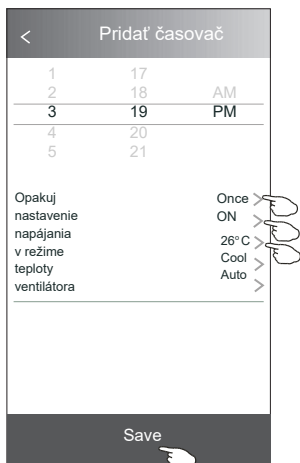 < Pridať časovač
1 17
2 18 AM
3 19 PM
4 20
5 21
Opakuj Once >
nastavenie ON >
napájania 26°C >
v režime Cool >
teploty Auto >
ventilátora
Save